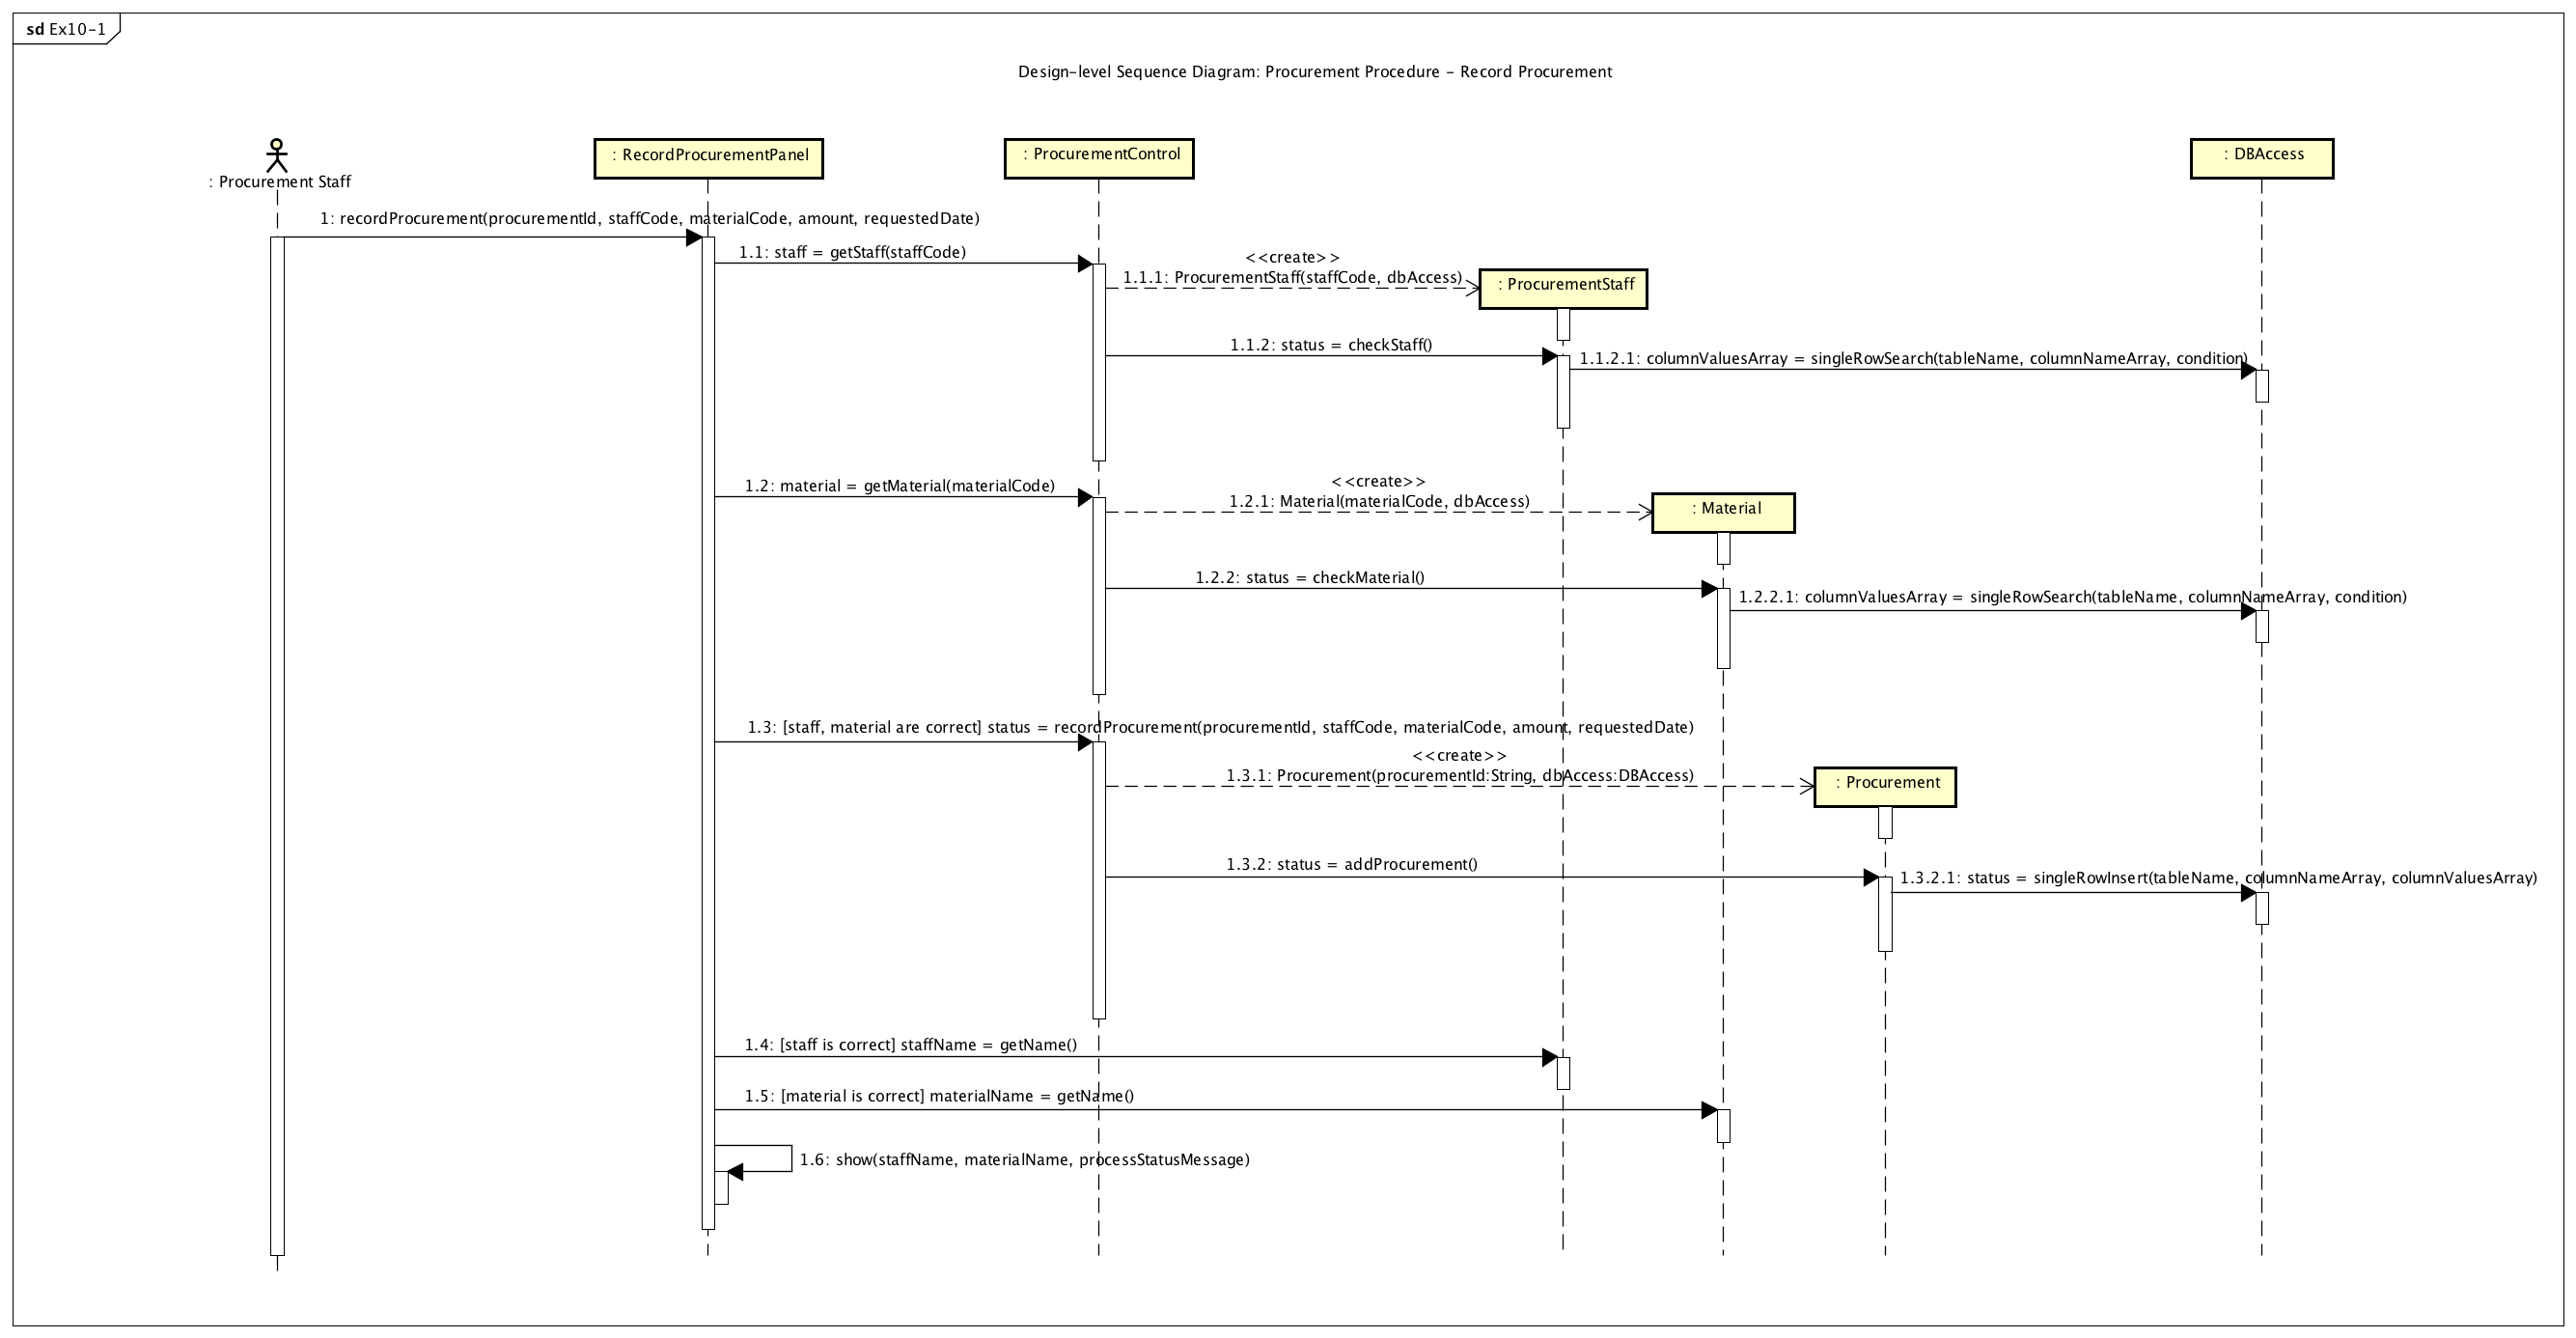 sd Ex10-1
Design-level Sequence Diagram: Procurement Procedure - Record Procurement
: Procurement Staff
: RecordProcurementPanel
: ProcurementControl
: DBAccess
1: recordProcurement(procurementId, staffCode, materialCode, amount, requestedDate)
1.1: staff = getStaff(staffCode)
<<create>>
1.1.1: ProcurementStaff(staffCode, dbAccess)
: ProcurementStaff
1.1.2: status = checkStaff()
1.1.2.1: columnValuesArray = singleRowSearch(tableName, columnNameArray, condition)
1.2: material = getMaterial(materialCode)
<<create>>
1.2.1: Material(materialCode, dbAccess)
: Material
1.2.2: status = checkMaterial()
1.2.2.1: columnValuesArray = singleRowSearch(tableName, columnNameArray, condition)
1.3: [staff, material are correct] status = recordProcurement(procurementId, staffCode, materialCode, amount, requestedDate)
<<create>>
1.3.1: Procurement(procurementId:String, dbAccess:DBAccess)
: Procurement
1.3.2: status = addProcurement()
1.3.2.1: status = singleRowInsert(tableName, columnNameArray, columnValuesArray)
1.4: [staff is correct] staffName = getName()
1.5: [material is correct] materialName = getName()
1.6: show(staffName, materialName, processStatusMessage)